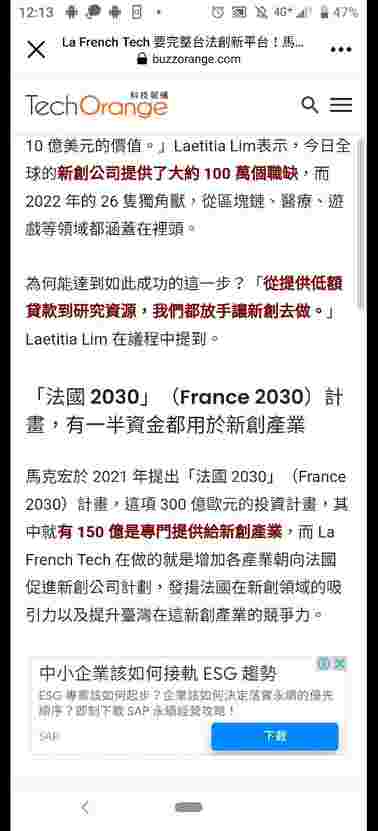 12:13
4G+
47%
La French Tech 要完整台法創新平台！馬...
buzzorange.com
TechOrange 科技報橘
10 億美元的價值。」Laetitia Lim表示，今日全
球的新創公司提供了大約 100 萬個職缺，而
2022 年的 26 隻獨角獸，從區塊鏈、醫療、遊
戲等領域都涵蓋在裡頭。
為何能達到如此成功的這一步？「從提供低額
貸款到研究資源，我們都放手讓新創去做。」
Laetitia Lim 在議程中提到。
「法國 2030」（France 2030）計
畫，有一半資金都用於新創產業
馬克宏於 2021 年提出「法國 2030」（France
2030）計畫，這項 300 億歐元的投資計畫，其
中就有 150 億是專門提供給新創產業，而 La
French Tech 在做的就是增加各產業朝向法國
促進新創公司計劃，發揚法國在新創領域的吸
引力以及提升臺灣在這新創產業的競爭力。
中小企業該如何接軌 ESG 趨勢
ESG 專案該如何起步？企業該如何決定落實永續的優先
順序？即刻下載 SAP 永續經營攻略！
SAP
下載